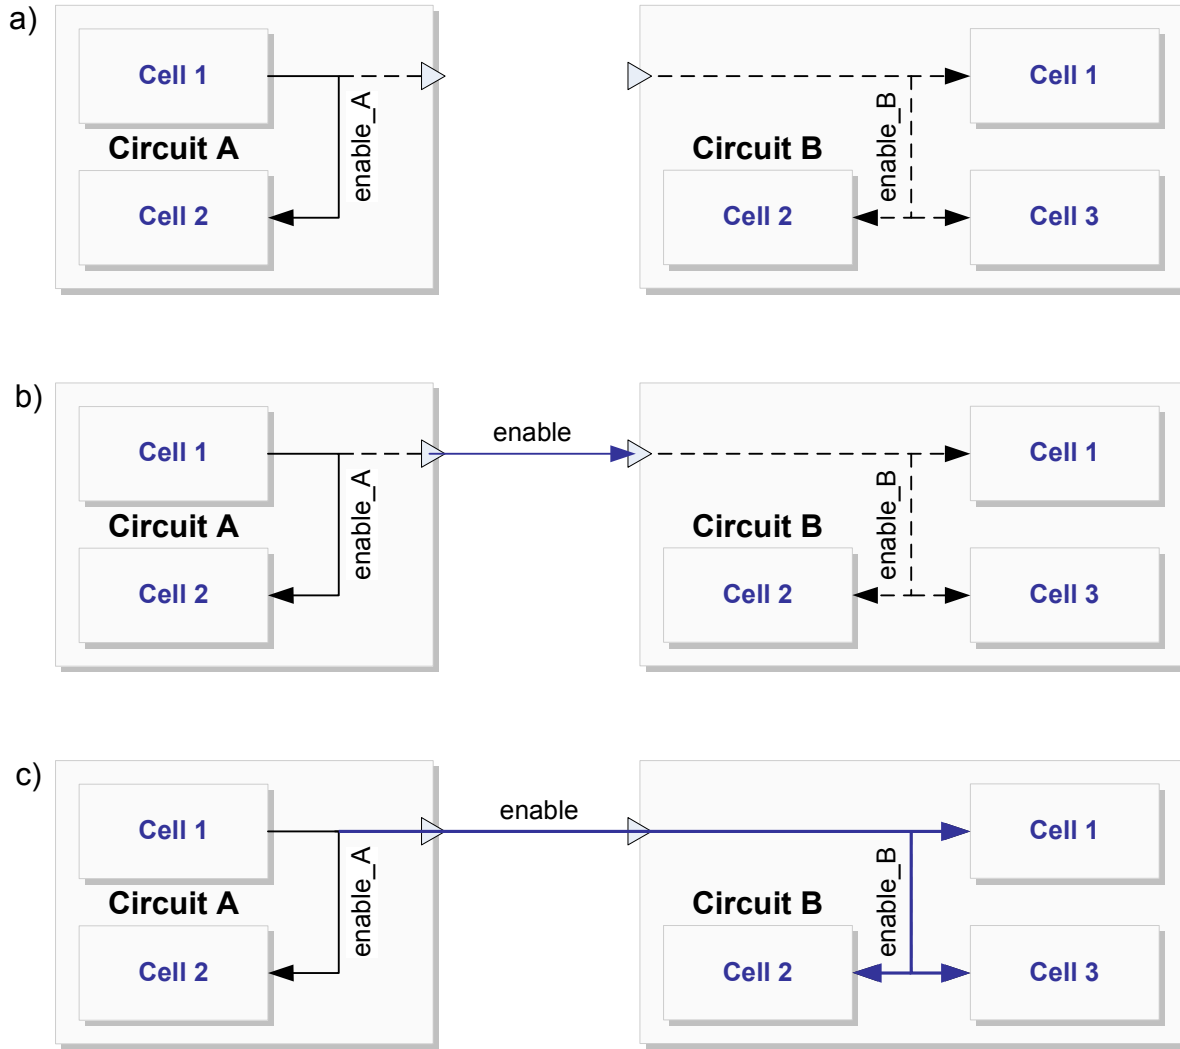 a)
Cell 1
enable_A
Circuit A
Cell 2
Cell 1
enable_B
Circuit B
Cell 2
Cell 3
b)
Cell 1
enable_A
Circuit A
Cell 2
enable
Cell 1
enable_B
Circuit B
Cell 2
Cell 3
c)
Cell 1
enable_A
Circuit A
Cell 2
enable
Cell 1
enable_B
Circuit B
Cell 2
Cell 3